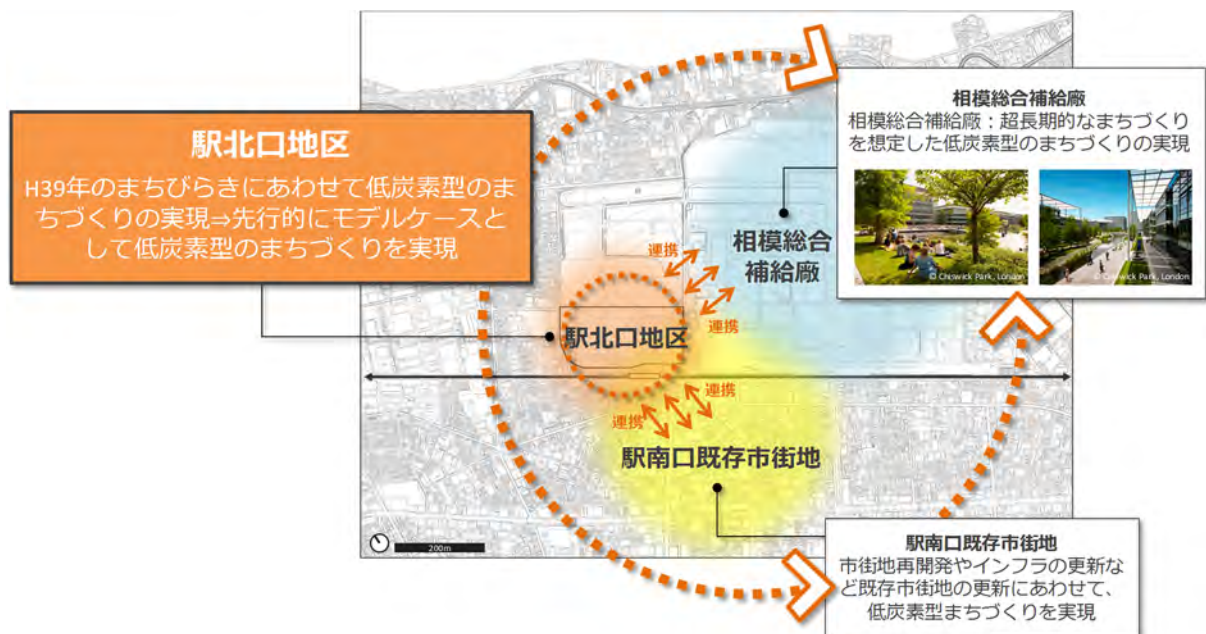 駅北口地区
H39年のまちびらきにあわせて低炭素型のま
ちづくりの実現⇒先行的にモデルケースと
して低炭素型のまちづくりを実現
相模総合補給廠
相模総合補給廠：超長期的なまちづくり
を想定した低炭素型のまちづくりの実現
© Chiswick Park, London
© Chiswick Park, London
相模総合
補給廠
連携
連携
駅北口地区
連携
連携
駅南口既存市街地
200m
駅南口既存市街地
市街地再開発やインフラの更新な
ど既存市街地の更新にあわせて、
低炭素型まちづくりを実現